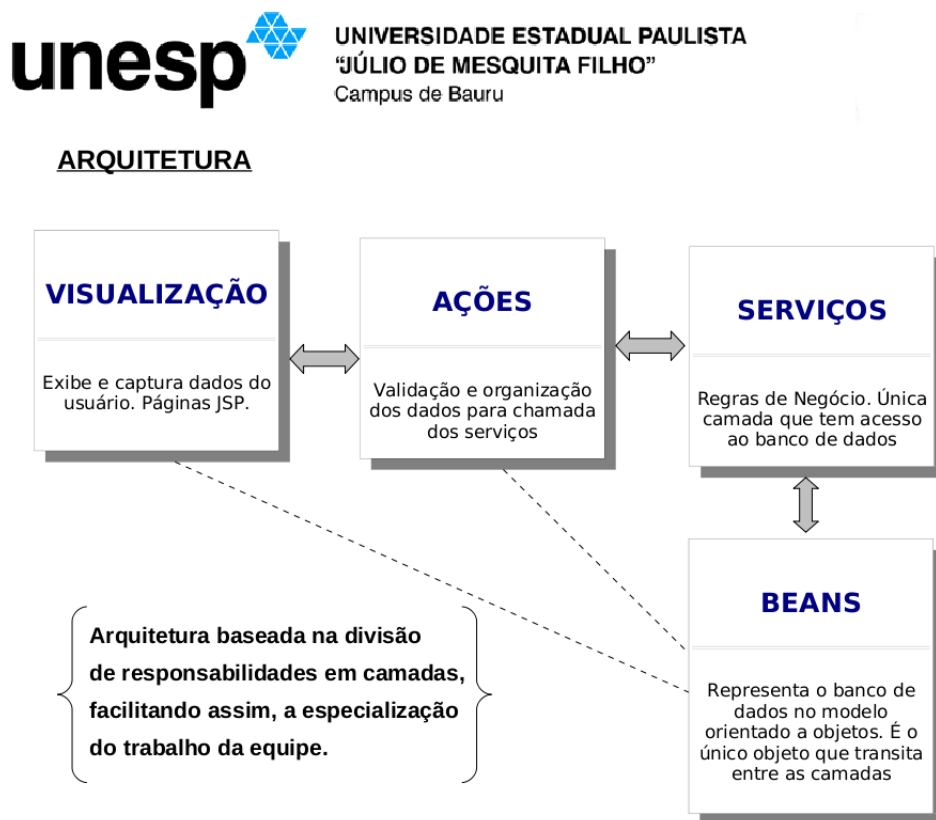 unesp
UNIVERSIDADE ESTADUAL PAULISTA
“JÚLIO DE MESQUITA FILHO”
Campus de Bauru
ARQUITETURA
VISUALIZAÇÃO
Exibe e captura dados do
usuário. Páginas JSP.
AÇÕES
Validação e organização
dos dados para chamada
dos serviços
SERVIÇOS
Regras de Negócio. Única
camada que tem acesso
ao banco de dados
BEANS
Representa o banco de
dados no modelo
orientado a objetos. É o
único objeto que transita
entre as camadas
Arquitetura baseada na divisão
de responsabilidades em camadas,
facilitando assim, a especialização
do trabalho da equipe.